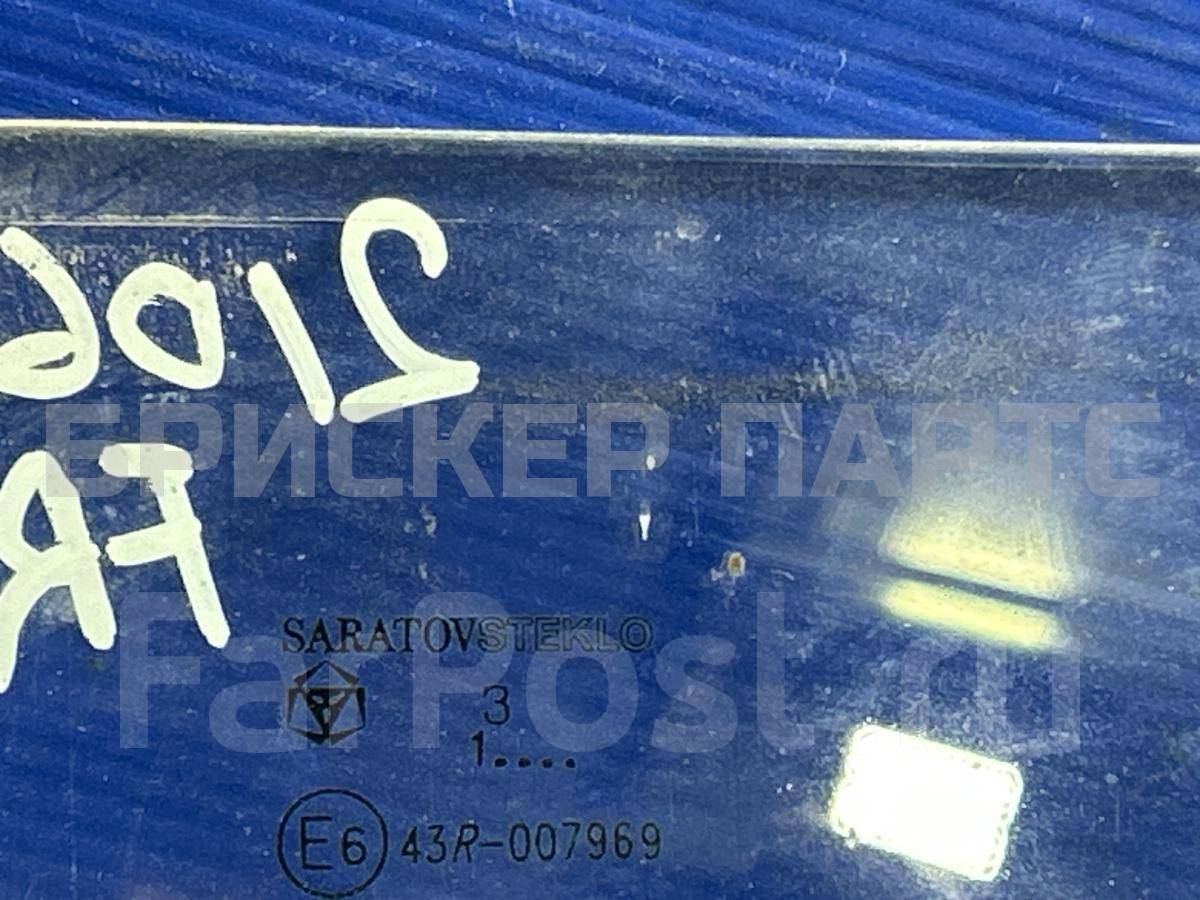 2106
FR
БРИСКЕР ПАРТС
SARATOVSTEKLO
FarPost.ru
3
1....
E6 43R-007969